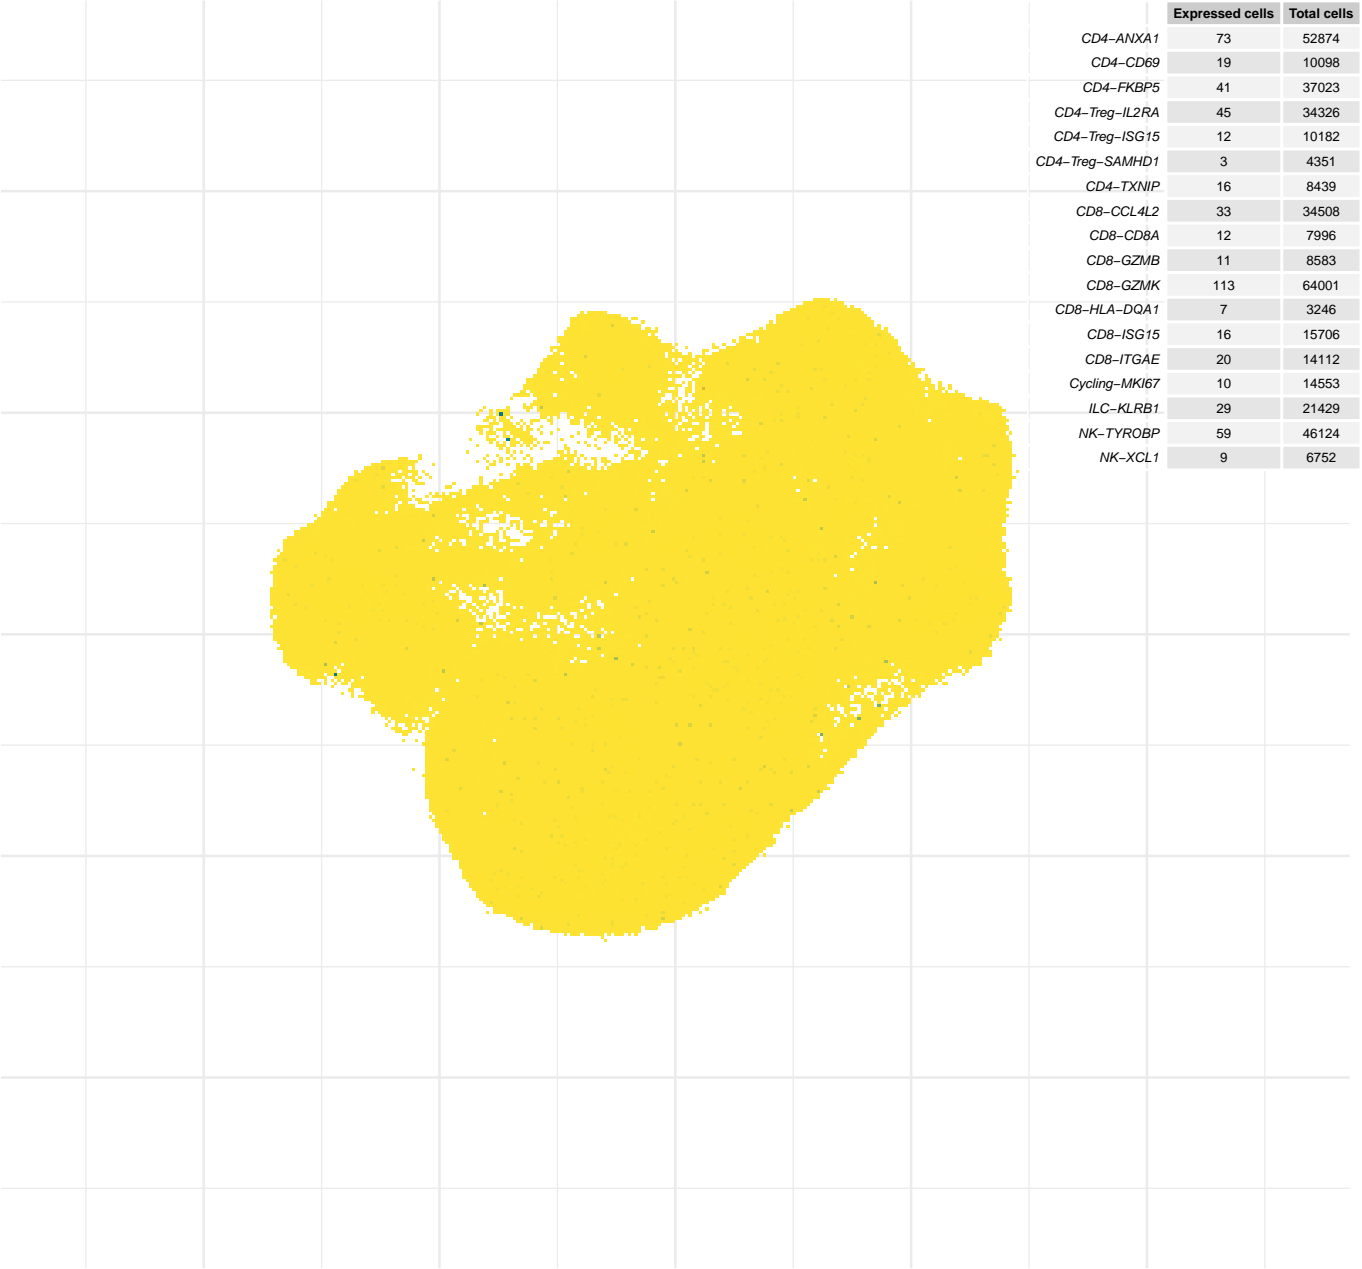 Expressed cells Total cells
CD4−ANXA1 73 52874
CD4−CD69 19 10098
CD4−FKBP5 41 37023
CD4−Treg−IL2RA 45 34326
CD4−Treg−ISG15 12 10182
CD4−Treg−SAMHD1 3 4351
CD4−TXNIP 16 8439
CD8−CCL4L2 33 34508
CD8−CD8A 12 7996
CD8−GZMB 11 8583
CD8−GZMK 113 64001
CD8−HLA−DQA1 7 3246
CD8−ISG15 16 15706
CD8−ITGAE 20 14112
Cycling−MKI67 10 14553
ILC−KLRB1 29 21429
NK−TYROBP 59 46124
NK−XCL1 9 6752